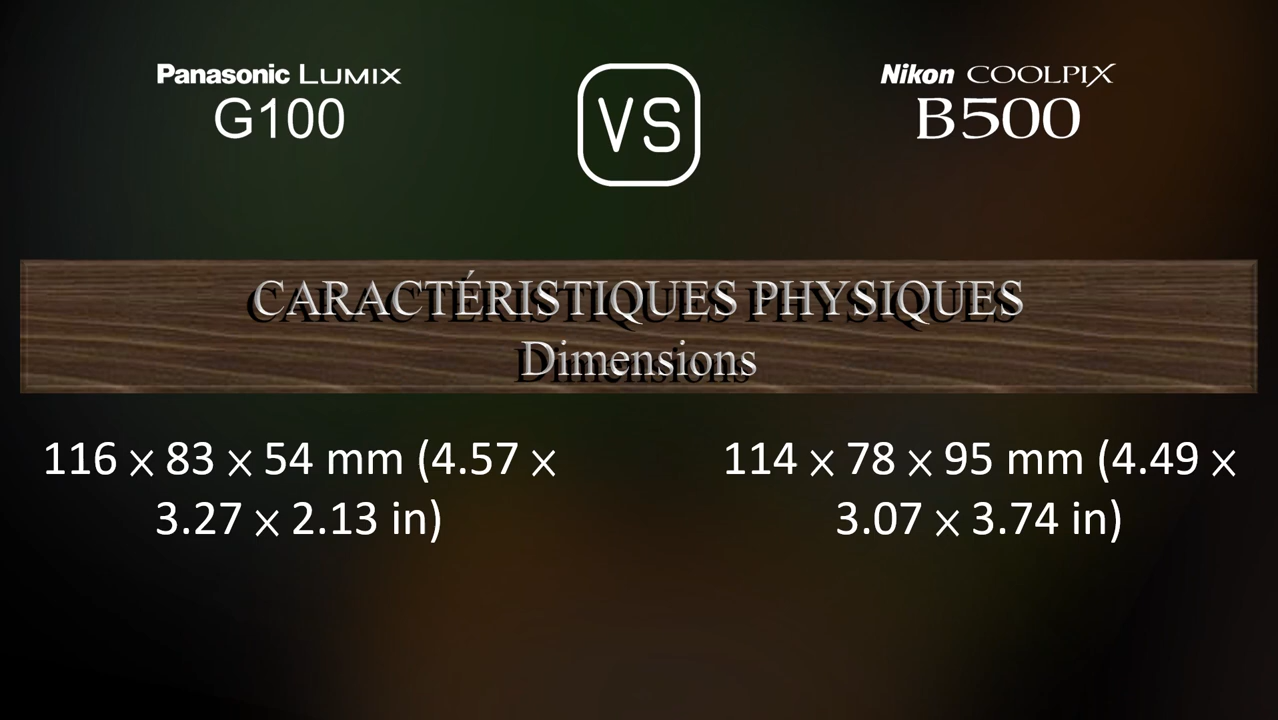 Panasonic LUMIX
G100
VS
Nikon COOLPIX
B500
CARACTÉRISTIQUES PHYSIQUES
Dimensions
116 x 83 x 54 mm (4.57 x
3.27 x 2.13 in)
114 x 78 x 95 mm (4.49 x
3.07 x 3.74 in)